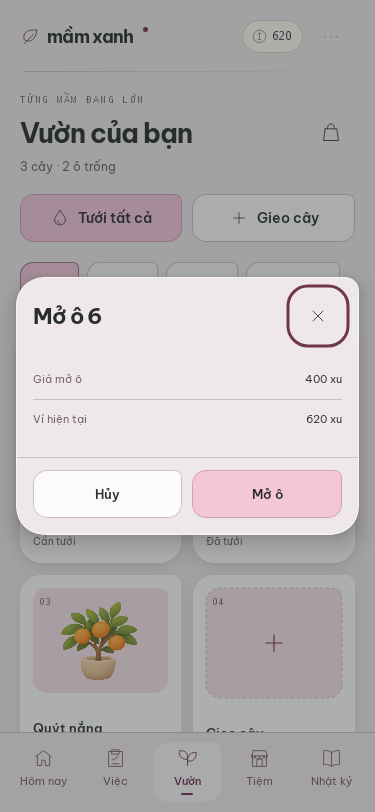 mầm xanh
620
TỪNG MẦM ĐANG LỚN
Vườn của bạn
3 cây · 2 ô trống
Tưới tất cả
Gieo cây
Mở ô 6
Giá mở ô
400 xu
Ví hiện tại
620 xu
Hủy
Mở ô
Cần tưới
Đã tưới
03
04
Quýt nắng
Gieo cây
Hôm nay
Việc
Vườn
Tiệm
Nhật ký